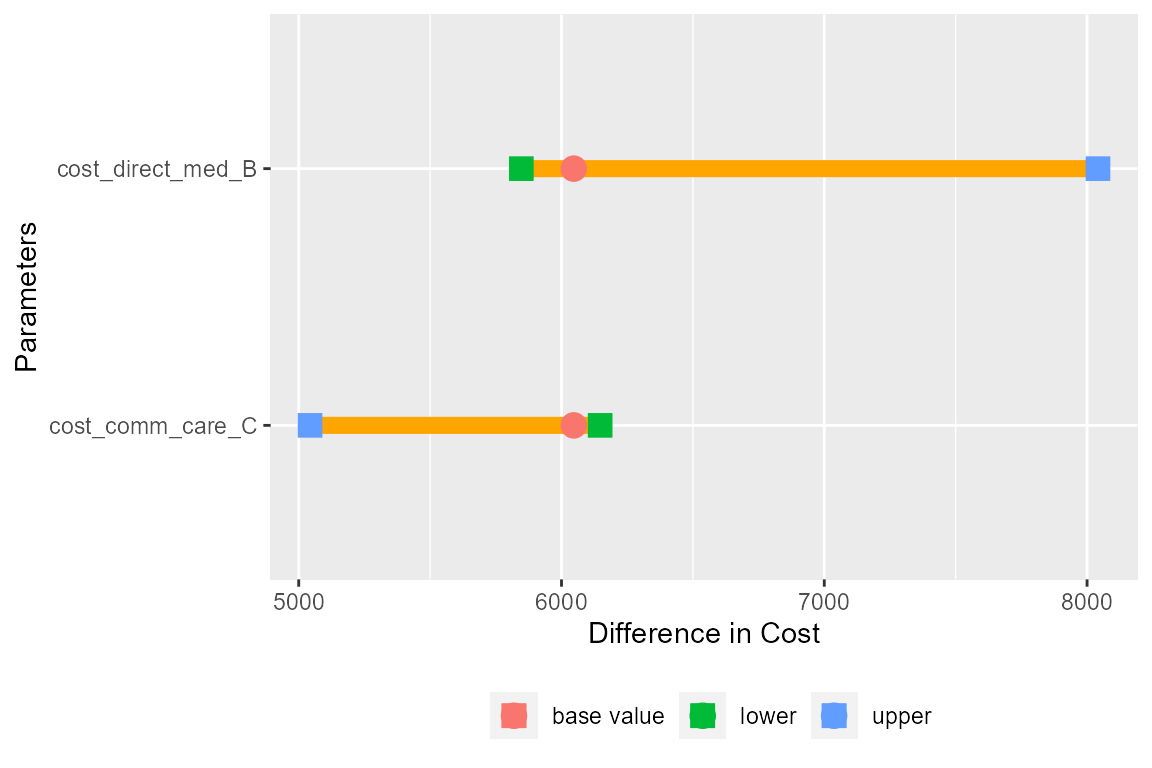 cost_direct_med_B
cost_comm_care_C
Parameters
5000 6000 7000 8000
Difference in Cost
base value lower upper